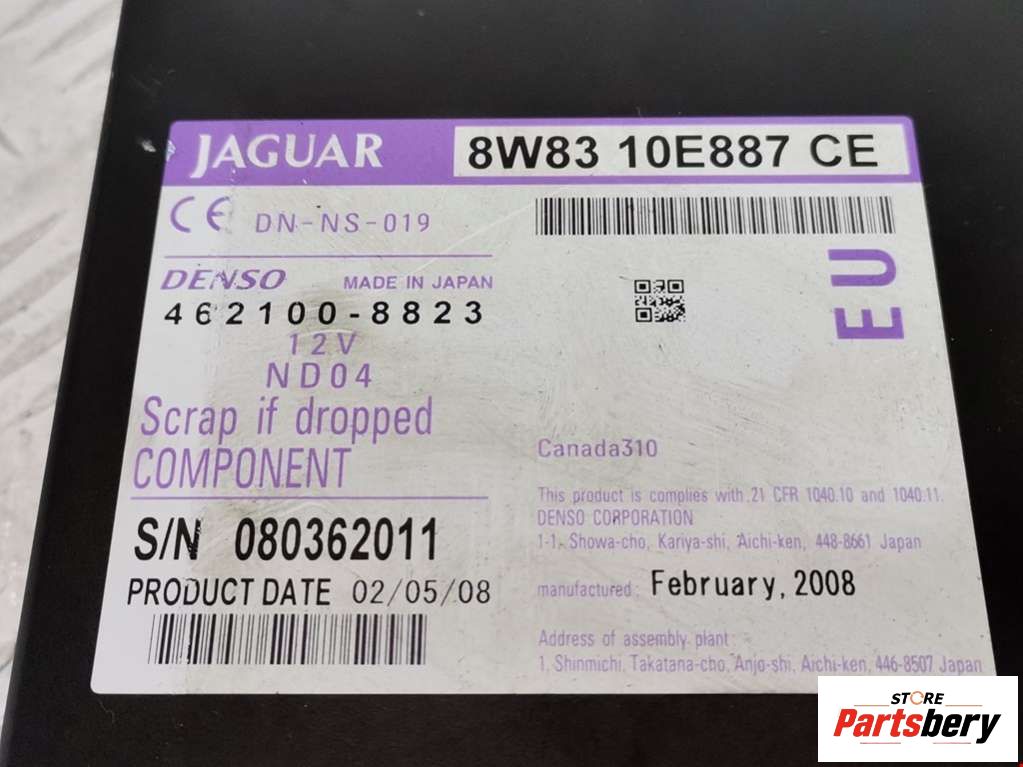 JAGUAR 8W83 10E887 CE
CE DN-NS-019
DENSO MADE IN JAPAN
462100-8823
12V
ND04
EU
Scrap if dropped
COMPONENT
Canada310
This product is complies with.21 CFR 1040.10 and 1040.11.
DENSO CORPORATION
1-1, Showa-cho, Kariya-shi, Aichi-ken, 448-8661 Japan
S/N 080362011
PRODUCT DATE 02/05/08
manufactured: February, 2008
Address of assembly plant:
1, Shinmichi, Takatana-cho, Anjo-shi, Aichi-ken, 446-8507 Japan
STORE
Partsbery